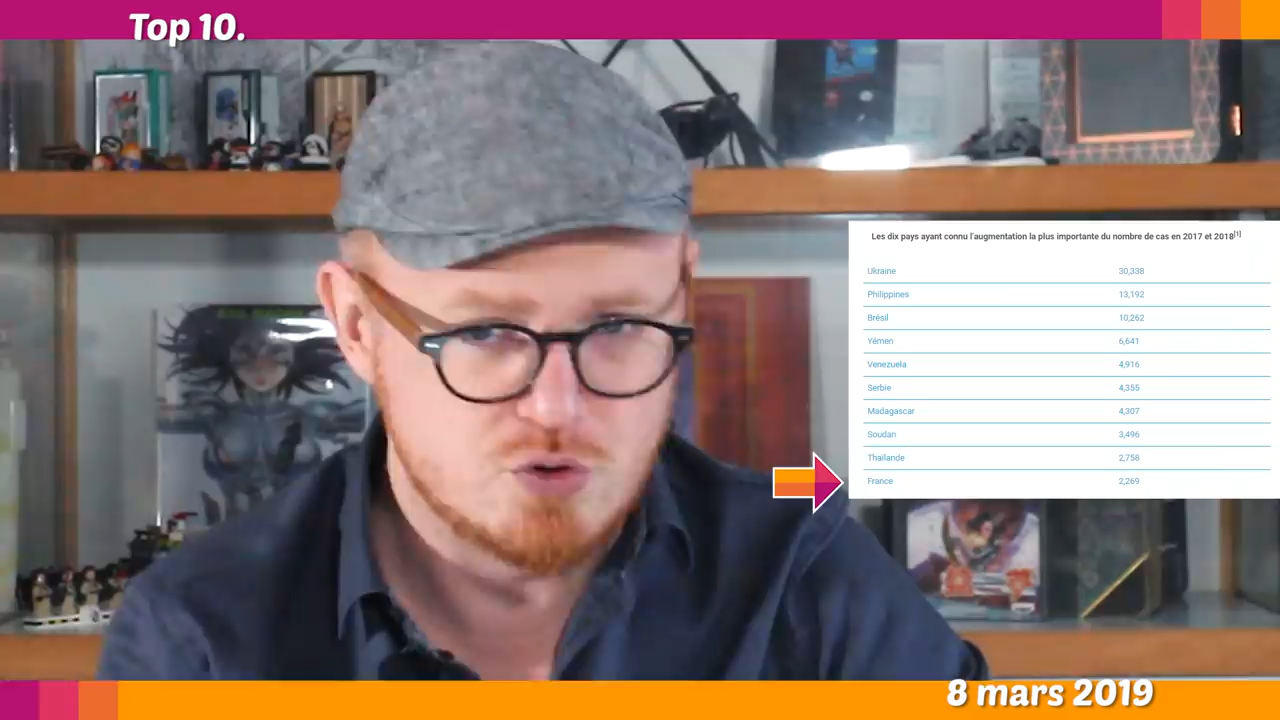 Top 10.
Les dix pays ayant connu l'augmentation la plus importante du nombre de cas en 2017 et 2018[1]
Ukraine 30,338
Philippines 13,192
Brésil 10,262
Yémen 6,641
Venezuela 4,916
Serbie 4,355
Madagascar 4,307
Soudan 3,496
Thaïlande 2,758
France 2,269
8 mars 2019